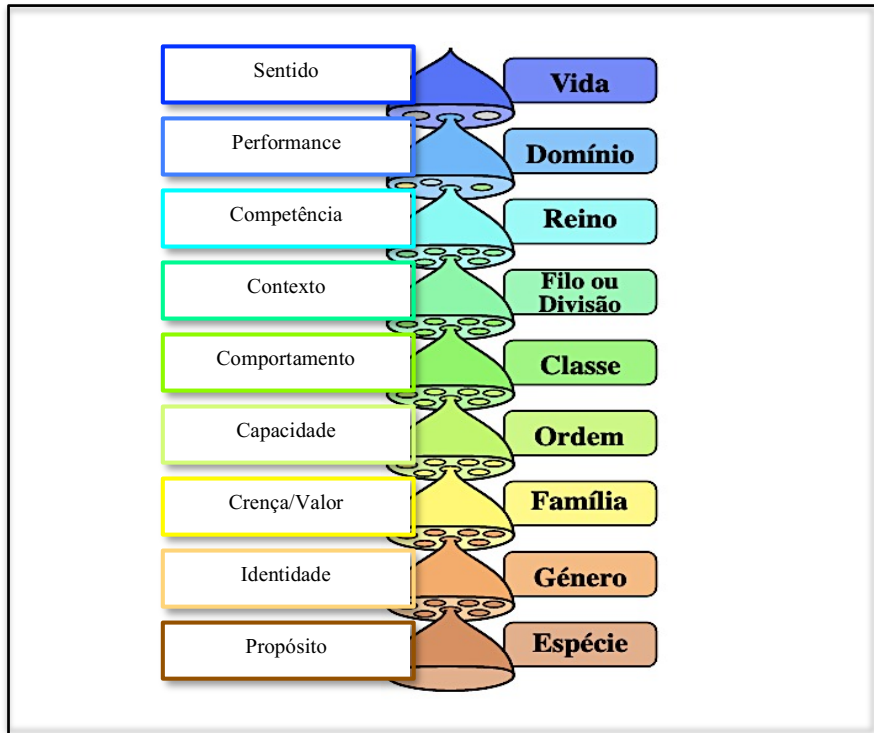 Sentido
Vida
Performance
Domínio
Competência
Reino
Contexto
Filo ou
Divisão
Comportamento
Classe
Capacidade
Ordem
Crença/Valor
Família
Identidade
Género
Propósito
Espécie